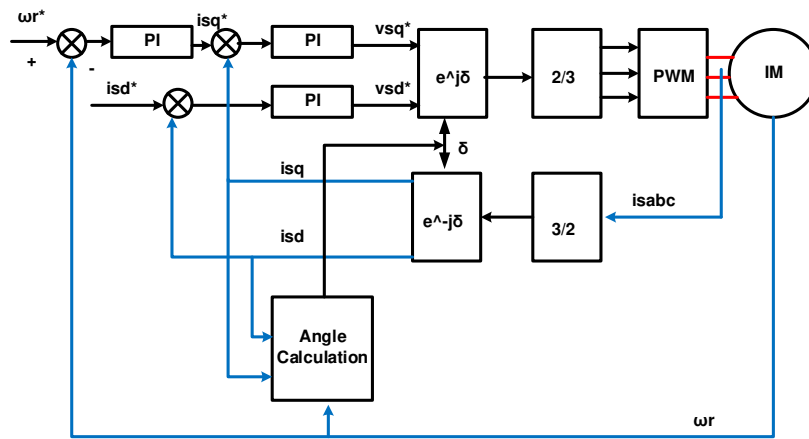 ωr*
isq*
vsq*
PI
PI
+
-
e^jδ
2/3
PWM
IM
isd*
PI
vsd*
δ
isq
isabc
e^-jδ
3/2
isd
Angle
Calculation
ωr